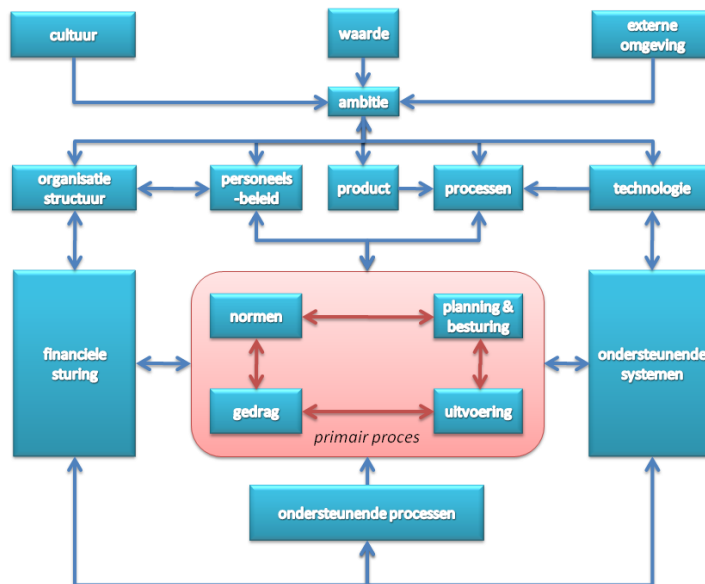 cultuur
waarde
externe
omgeving
ambitie
organisatie
structuur
personeels
-beleid
product
processen
technologie
financiele
sturing
normen
planning &
besturing
gedrag
uitvoering
primair proces
ondersteunende
systemen
ondersteunende processen